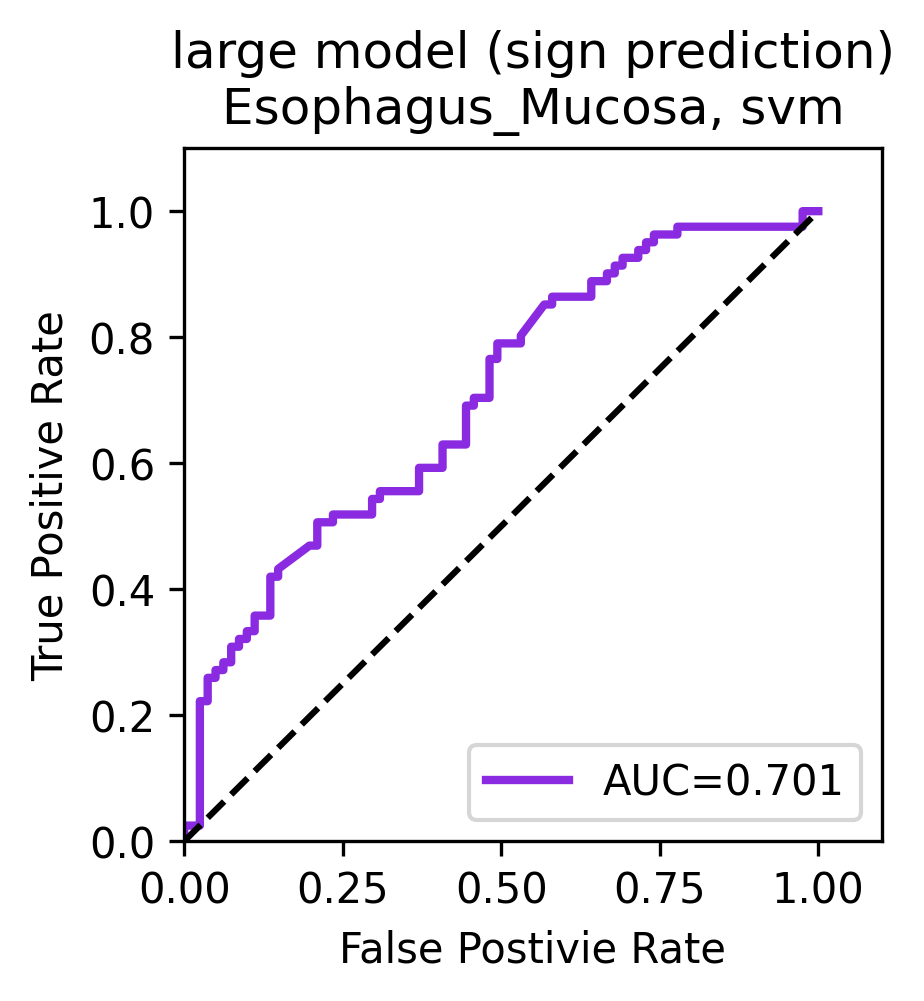 large model (sign prediction)
Esophagus_Mucosa, svm
1.0
0.8
0.6
0.4
0.2
0.0
True Positive Rate
AUC=0.701
0.00 0.25 0.50 0.75 1.00
False Postivie Rate